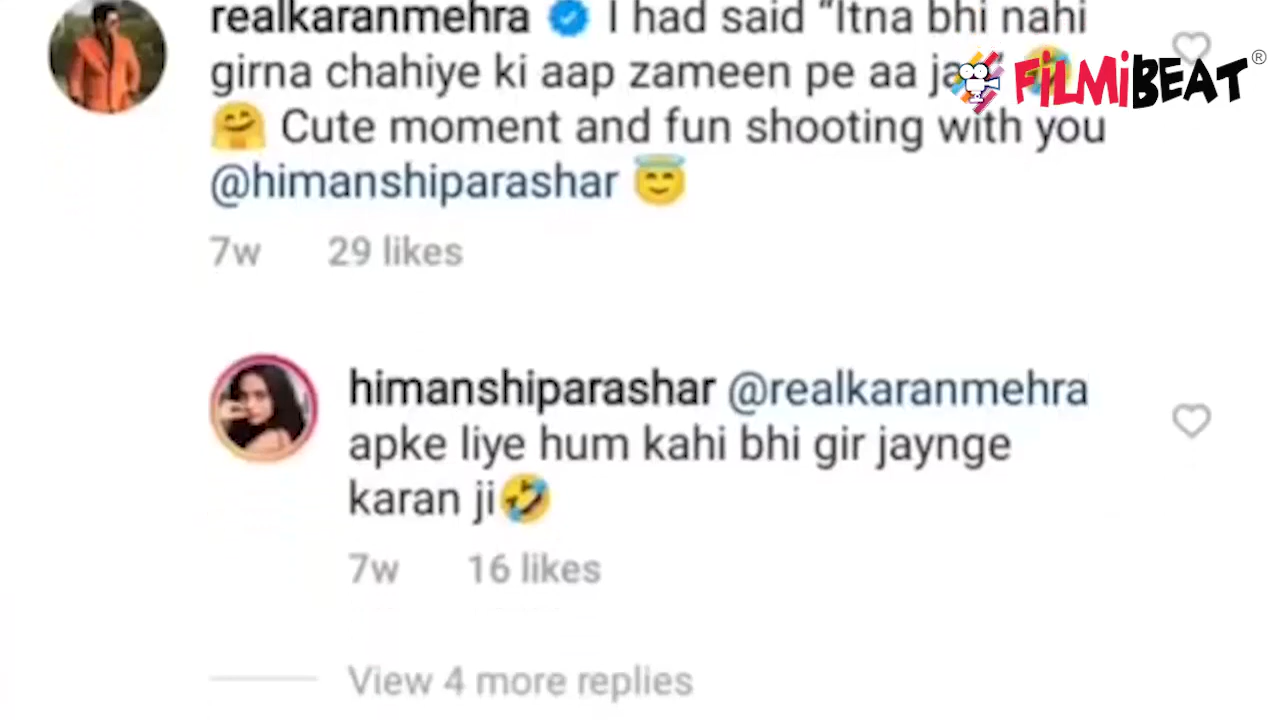 realkaranmehra I had said “Itna bhi nahi
girna chahiye ki aap zameen pe aa
FiLMiBEAT®
🤗 Cute moment and fun shooting with you
@himanshiparashar 😇
7w 29 likes
himanshiparashar @realkaranmehra
apke liye hum kahi bhi gir jaynge
karan ji🤣
7w 16 likes
View 4 more replies